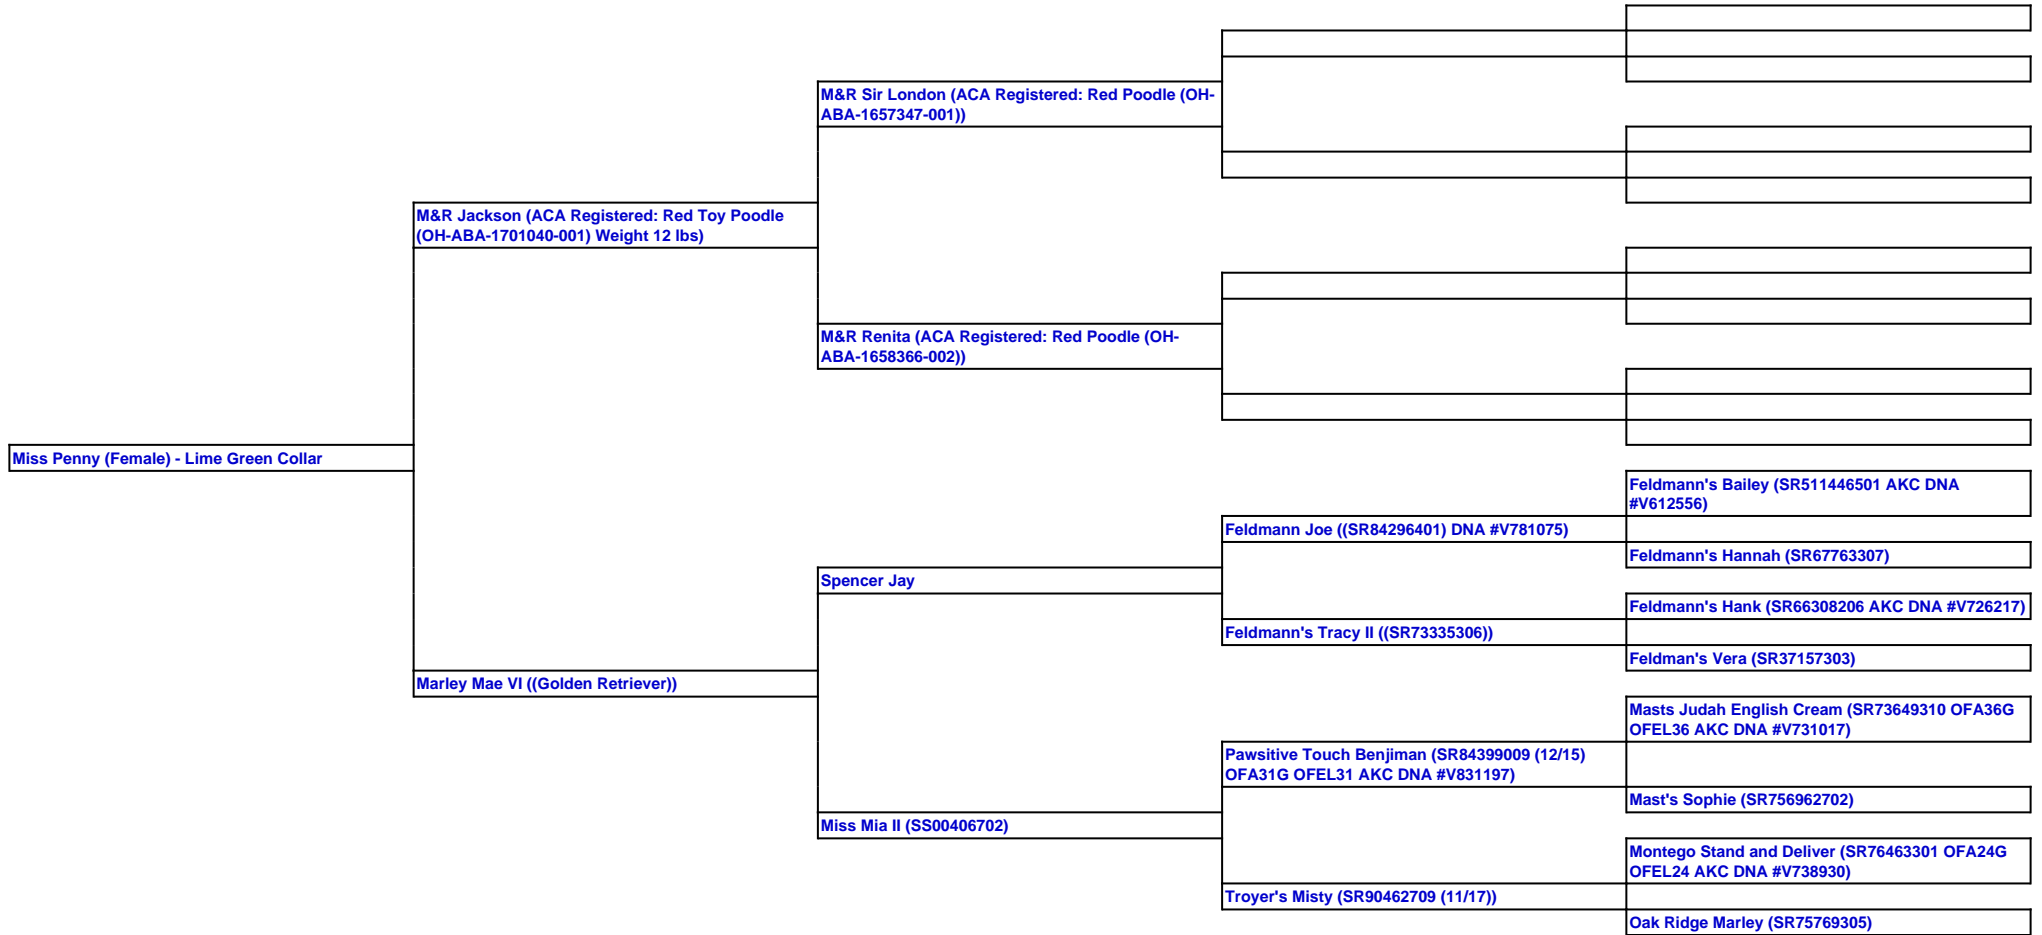 M&R Sir London (ACA Registered: Red Poodle (OH-
ABA-1657347-001))
M&R Jackson (ACA Registered: Red Toy Poodle
(OH-ABA-1701040-001) Weight 12 lbs)
M&R Renita (ACA Registered: Red Poodle (OH-
ABA-1658366-002))
Miss Penny (Female) - Lime Green Collar
Feldmann's Bailey (SR511446501 AKC DNA
#V612556)
Feldmann Joe ((SR84296401) DNA #V781075)
Feldmann's Hannah (SR67763307)
Spencer Jay
Feldmann's Hank (SR66308206 AKC DNA #V726217)
Feldmann's Tracy II ((SR73335306))
Feldman's Vera (SR37157303)
Marley Mae VI ((Golden Retriever))
Masts Judah English Cream (SR73649310 OFA36G
OFEL36 AKC DNA #V731017)
Pawsitive Touch Benjiman (SR84399009 (12/15)
OFA31G OFEL31 AKC DNA #V831197)
Mast's Sophie (SR756962702)
Miss Mia II (SS00406702)
Montego Stand and Deliver (SR76463301 OFA24G
OFEL24 AKC DNA #V738930)
Troyer's Misty (SR90462709 (11/17))
Oak Ridge Marley (SR75769305)